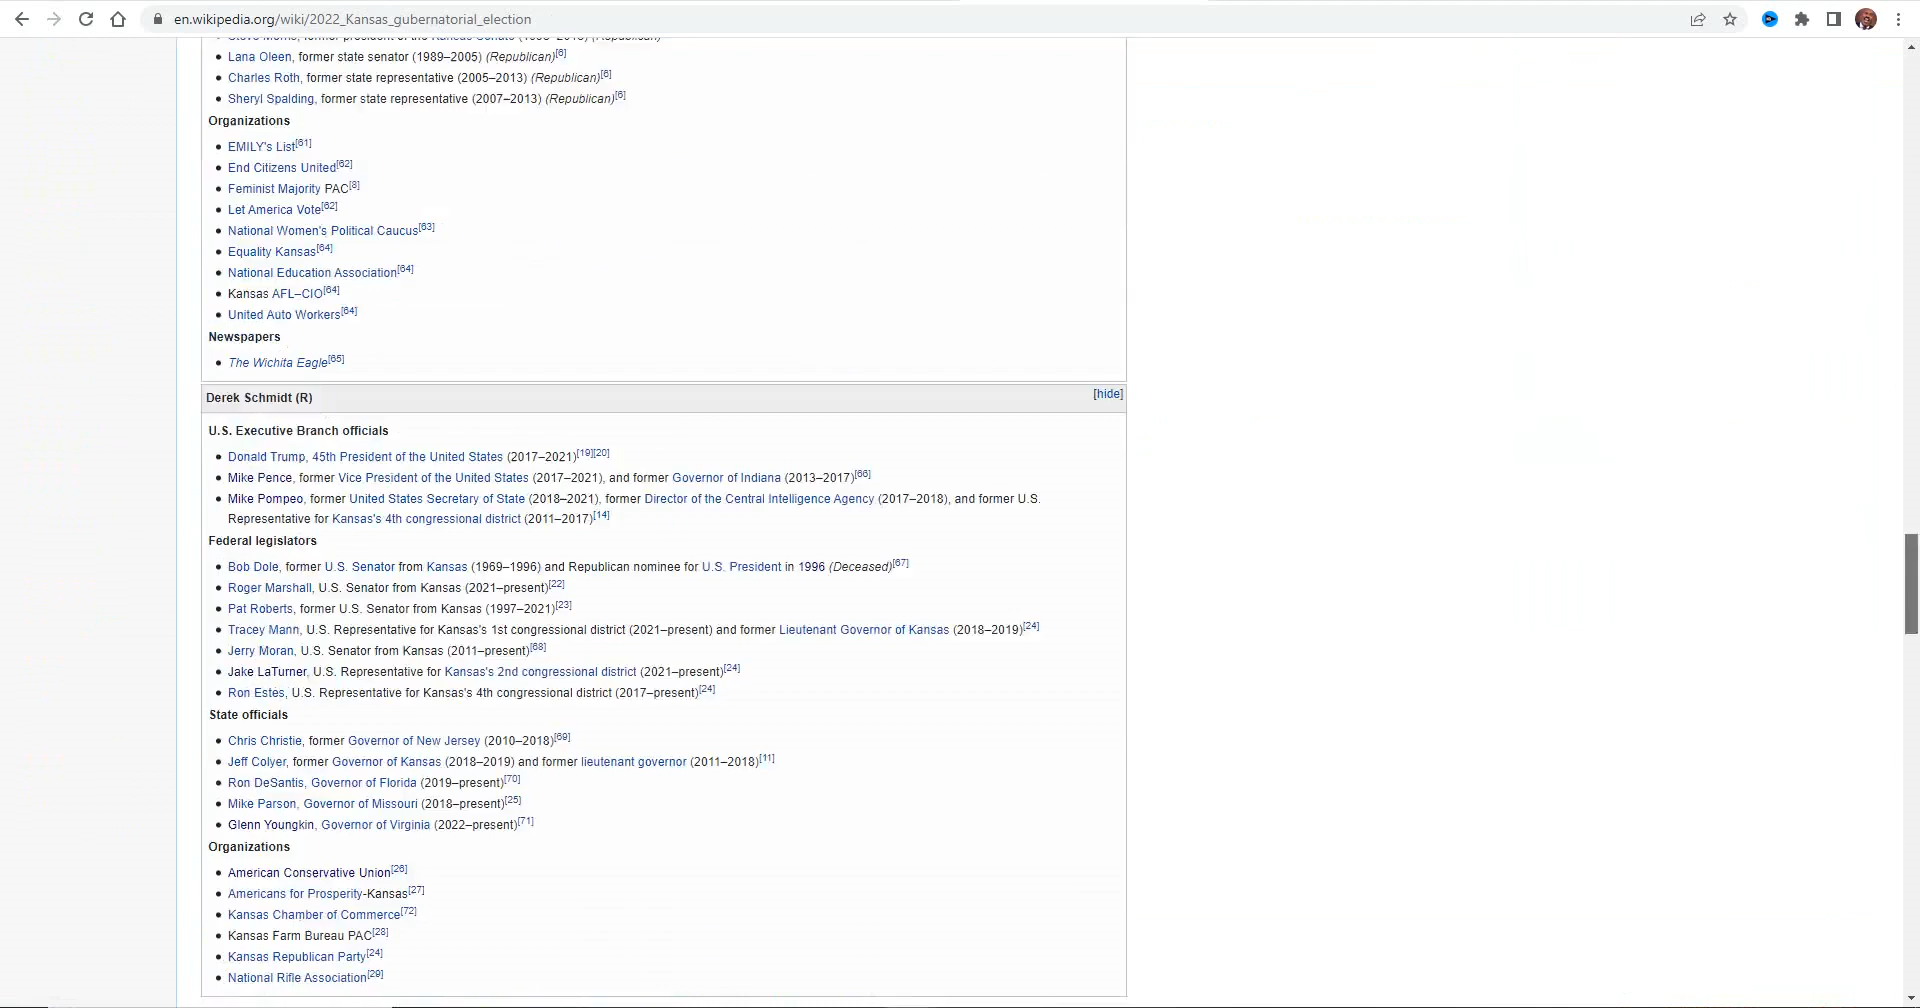 en.wikipedia.org/wiki/2022_Kansas_gubernatorial_election
Steve Morris, former president of the Kansas Senate (1993–2013) (Republican)
Lana Oleen, former state senator (1989–2005) (Republican)[6]
Charles Roth, former state representative (2005–2013) (Republican)[6]
Sheryl Spalding, former state representative (2007–2013) (Republican)[6]
Organizations
EMILY's List[61]
End Citizens United[62]
Feminist Majority PAC[8]
Let America Vote[62]
National Women's Political Caucus[63]
Equality Kansas[64]
National Education Association[64]
Kansas AFL–CIO[64]
United Auto Workers[64]
Newspapers
The Wichita Eagle[65]
Derek Schmidt (R) [hide]
U.S. Executive Branch officials
Donald Trump, 45th President of the United States (2017–2021)[19][20]
Mike Pence, former Vice President of the United States (2017–2021), and former Governor of Indiana (2013–2017)[66]
Mike Pompeo, former United States Secretary of State (2018–2021), former Director of the Central Intelligence Agency (2017–2018), and former U.S.
Representative for Kansas's 4th congressional district (2011–2017)[14]
Federal legislators
Bob Dole, former U.S. Senator from Kansas (1969–1996) and Republican nominee for U.S. President in 1996 (Deceased)[67]
Roger Marshall, U.S. Senator from Kansas (2021–present)[22]
Pat Roberts, former U.S. Senator from Kansas (1997–2021)[23]
Tracey Mann, U.S. Representative for Kansas's 1st congressional district (2021–present) and former Lieutenant Governor of Kansas (2018–2019)[24]
Jerry Moran, U.S. Senator from Kansas (2011–present)[68]
Jake LaTurner, U.S. Representative for Kansas's 2nd congressional district (2021–present)[24]
Ron Estes, U.S. Representative for Kansas's 4th congressional district (2017–present)[24]
State officials
Chris Christie, former Governor of New Jersey (2010–2018)[69]
Jeff Colyer, former Governor of Kansas (2018–2019) and former lieutenant governor (2011–2018)[11]
Ron DeSantis, Governor of Florida (2019–present)[70]
Mike Parson, Governor of Missouri (2018–present)[25]
Glenn Youngkin, Governor of Virginia (2022–present)[71]
Organizations
American Conservative Union[26]
Americans for Prosperity-Kansas[27]
Kansas Chamber of Commerce[72]
Kansas Farm Bureau PAC[28]
Kansas Republican Party[24]
National Rifle Association[29]